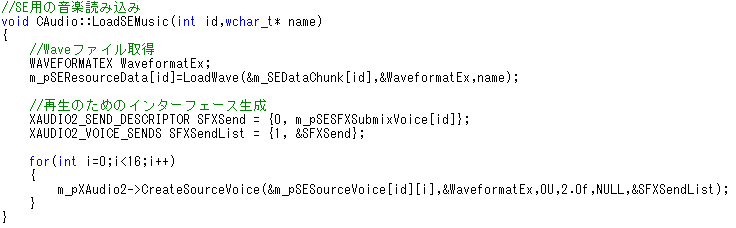 //SE用の音楽読み込み
void CAudio::LoadSEMusic(int id,wchar_t* name)
{
    //Waveファイル取得
    WAVEFORMATEX WaveformatEx;
    m_pSEResourceData[id]=LoadWave(&m_SEDataChunk[id],&WaveformatEx,name);

    //再生のためのインターフェース生成
    XAUDIO2_SEND_DESCRIPTOR SFXSend = {0, m_pSESFXSubmixVoice[id]};
    XAUDIO2_VOICE_SENDS SFXSendList = {1, &SFXSend};

    for(int i=0;i<16;i++)
    {
        m_pXAudio2->CreateSourceVoice(&m_pSESourceVoice[id][i],&WaveformatEx,0U,2.0f,NULL,&SFXSendList);
    }
}